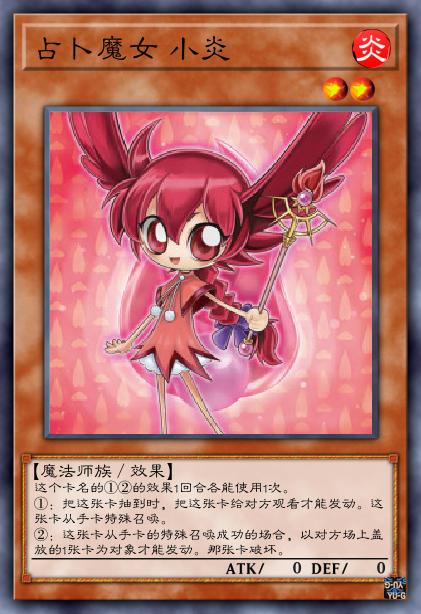 占卜魔女 小炎
炎
【魔法师族／效果】
这个卡名的①②的效果1回合各能使用1次。
①：把这张卡抽到时，把这张卡给对方观看才能发动。这
张卡从手卡特殊召唤。
②：这张卡从手卡的特殊召唤成功的场合，以对方场上盖
放的1张卡为对象才能发动。那张卡破坏。
ATK/ 0 DEF/ 0